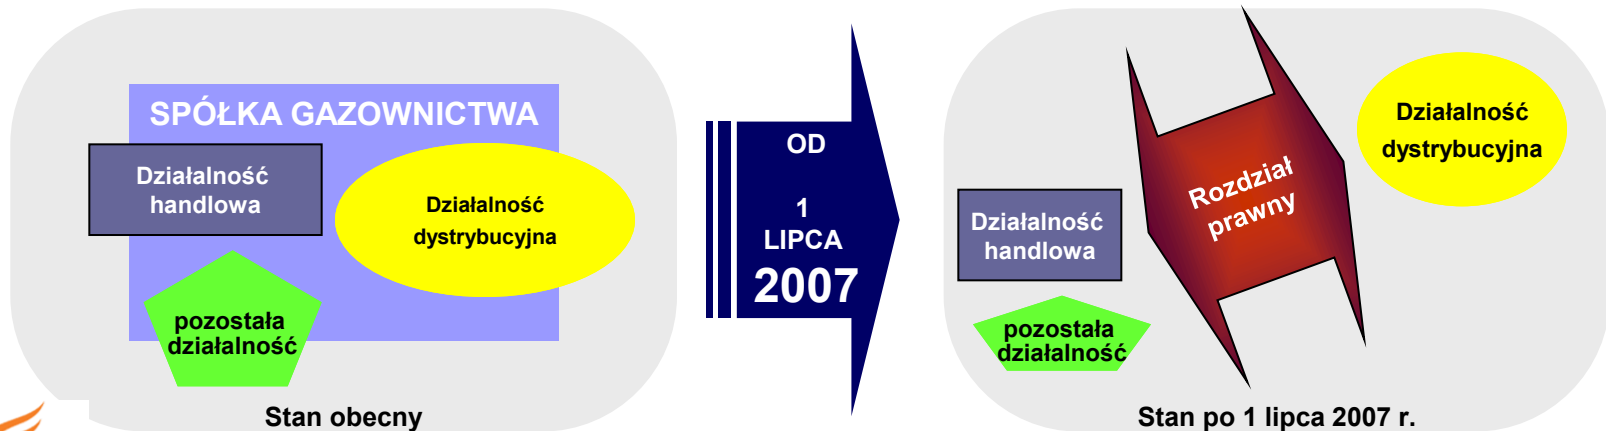 SPÓŁKA GAZOWNICTWA
Działalność
handlowa
Działalność
dystrybucyjna
pozostała
działalność
Stan obecny
OD
1
LIPCA
2007
Działalność
handlowa
pozostała
działalność
Rozdział
prawny
Działalność
dystrybucyjna
Stan po 1 lipca 2007 r.